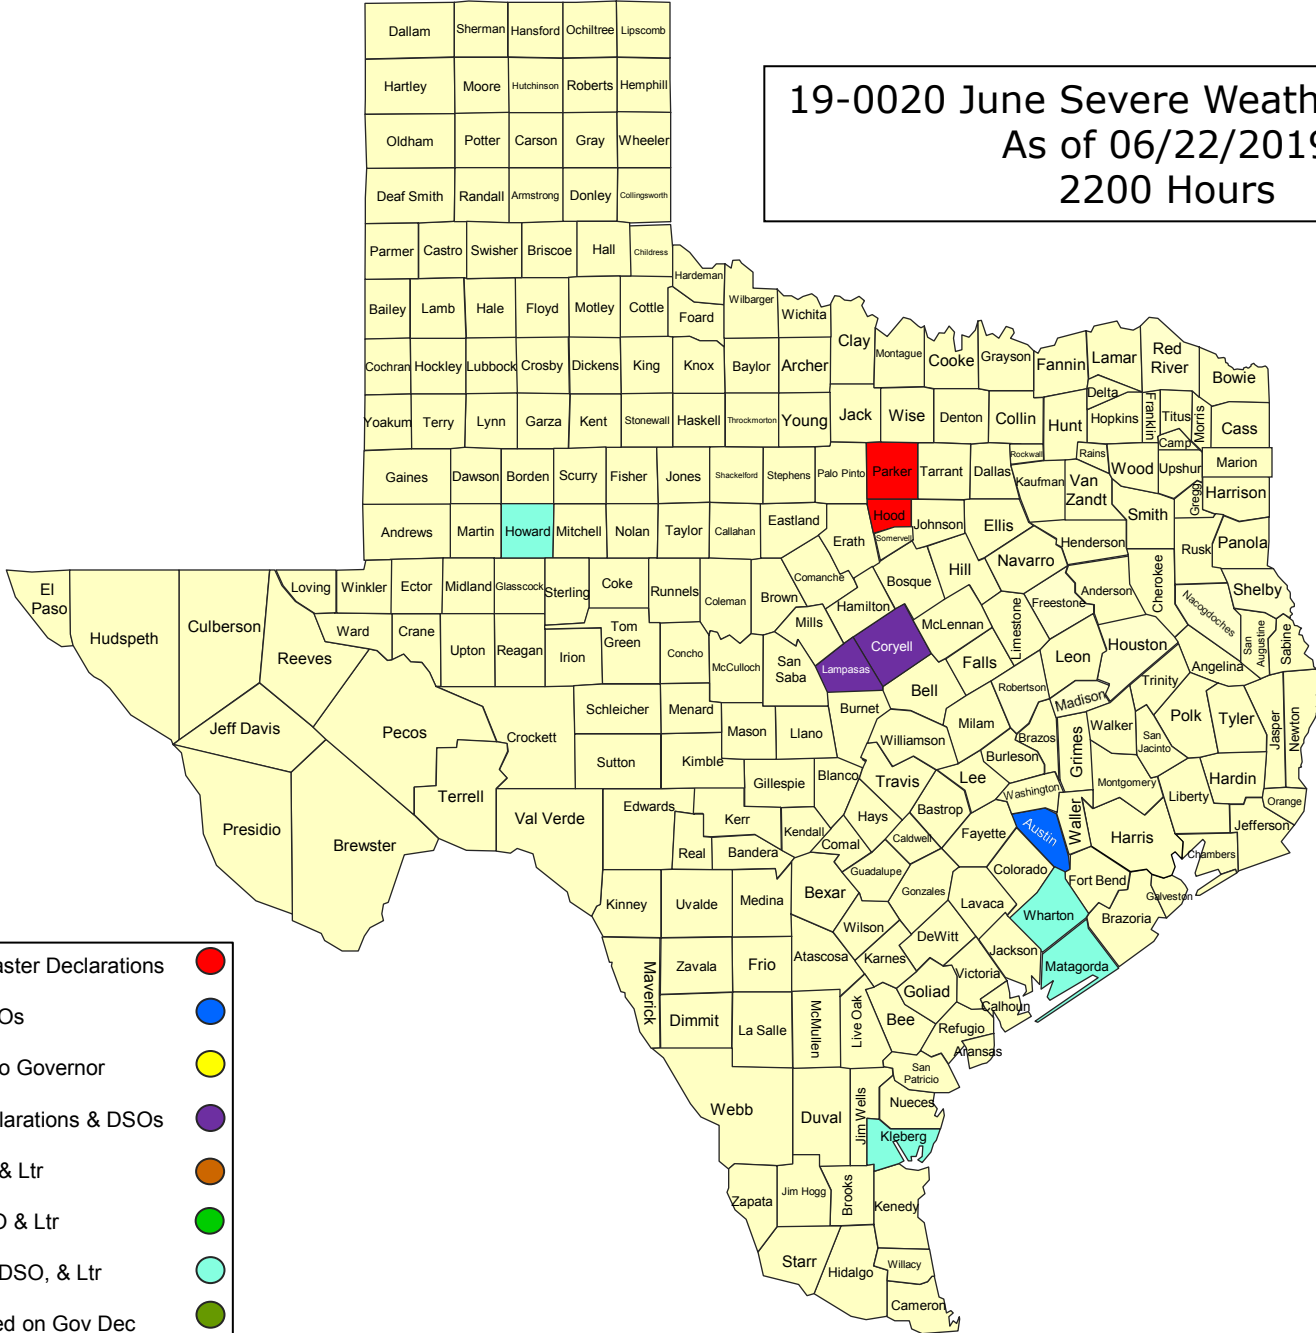 19-0020 June Severe Weath
As of 06/22/2019
2200 Hours
Dallam Sherman Hansford Ochiltree Lipscomb
Hartley Moore Hutchinson Roberts Hemphill
Oldham Potter Carson Gray Wheeler
Deaf Smith Randall Armstrong Donley Collingsworth
Parmer Castro Swisher Briscoe Hall Childress
Hardeman
Bailey Lamb Hale Floyd Motley Cottle Foard Wilbarger Wichita
Clay Montague Cooke Grayson Fannin Lamar Red
River Bowie
Cochran Hockley Lubbock Crosby Dickens King Knox Baylor Archer
Delta
Yoakum Terry Lynn Garza Kent Stonewall Haskell Throckmorton Young Jack Wise Denton Collin Hunt Hopkins Franklin Titus Morris Cass
Camp
Gaines Dawson Borden Scurry Fisher Jones Shackelford Stephens Palo Pinto Parker Tarrant Dallas Rockwall Kaufman Rains Van
Zandt Wood Upshur Gregg Marion
Harrison
Andrews Martin Howard Mitchell Nolan Taylor Callahan Eastland Erath Hood Somervell Johnson Ellis Henderson Smith Rusk Panola
El
Paso Hudspeth Culberson Loving Winkler Ector Midland Glasscock Sterling Coke Runnels Coleman Brown Comanche Hamilton Bosque Hill Navarro Freestone Anderson Cherokee Nacogdoches Shelby
Reeves Ward Crane Upton Reagan Irion Tom
Green Concho McCulloch San
Saba Mills Lampasas Coryell McLennan Falls Limestone Leon Houston Angelina San
Augustine Sabine
Jeff Davis Pecos Crockett Schleicher Menard Mason Llano Burnet Bell Milam Robertson Madison Trinity Walker Polk Tyler Jasper Newton
Terrell Sutton Kimble Gillespie Blanco Williamson Travis Lee Burleson Brazos Grimes San
Jacinto Montgomery Liberty Hardin Orange
Presidio Brewster Val Verde Edwards Kerr Kendall Hays Comal Caldwell Bastrop Fayette Washington Austin Waller Harris Chambers Jefferson
Real Bandera Guadalupe Gonzales Colorado Fort Bend Galveston
Kinney Uvalde Medina Bexar Wilson Lavaca Wharton Brazoria
Maverick Zavala Frio Atascosa Karnes DeWitt Jackson Matagorda
Victoria Goliad Calhoun
Dimmit La Salle McMullen Live Oak Bee Refugio
Aransas
San
Patricio
Webb Duval Jim Wells Nueces
Kleberg
Zapata Jim Hogg Brooks Kenedy
Starr Hidalgo Willacy
Cameron
aster Declarations
Os
o Governor
larations & DSOs
& Ltr
O & Ltr
DSO, & Ltr
ed on Gov Dec